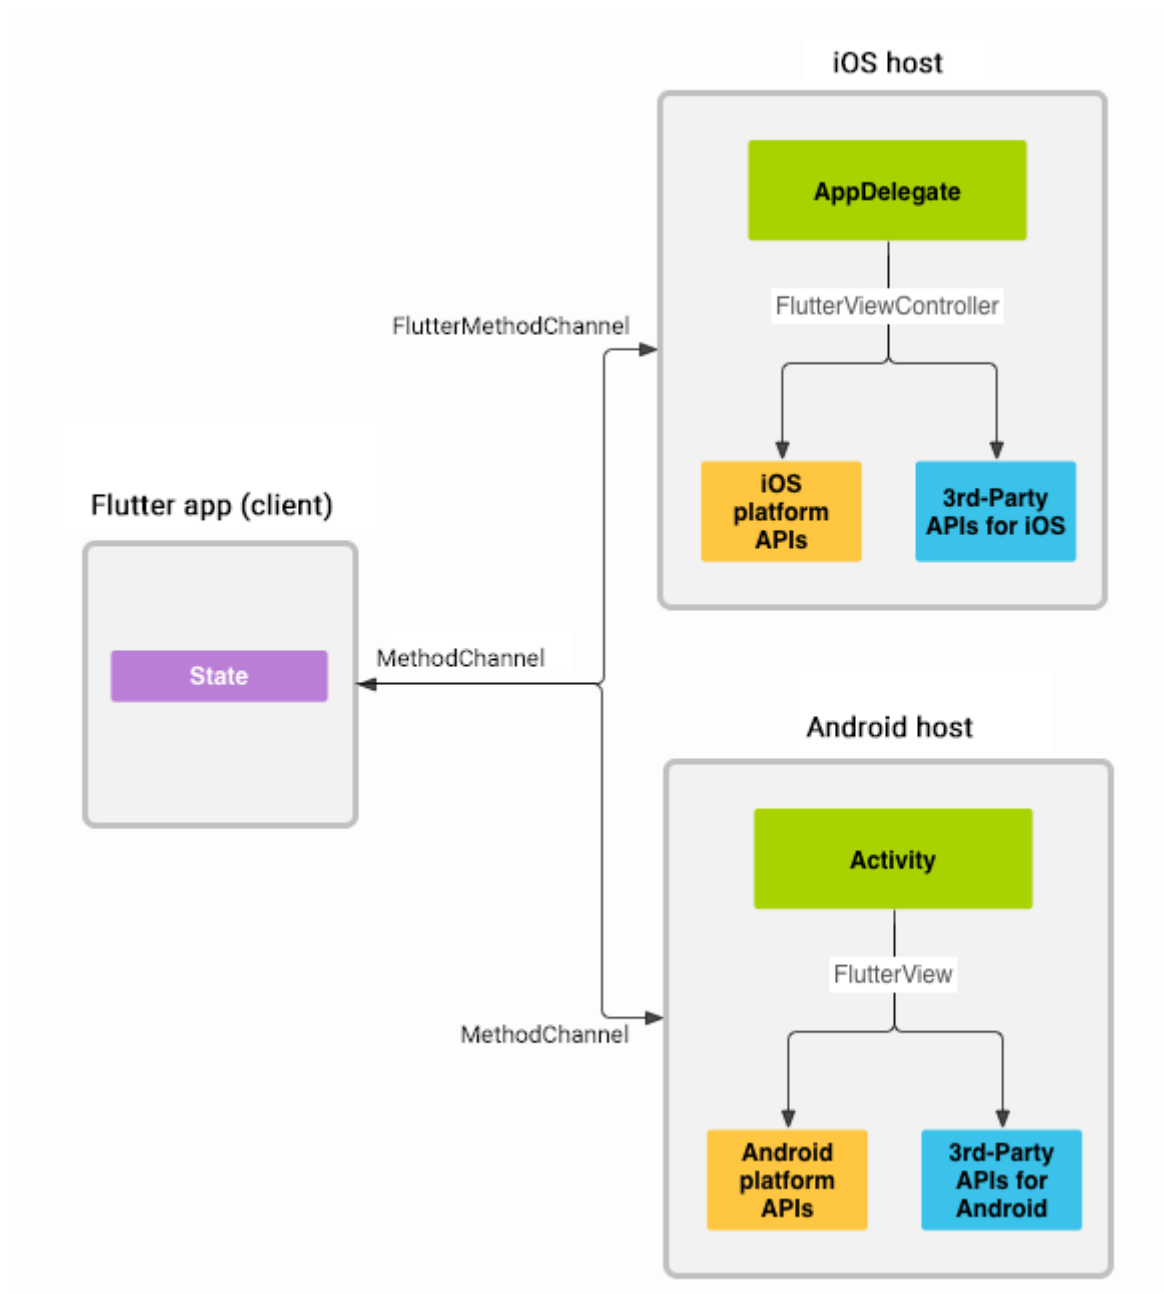 iOS host
AppDelegate
FlutterViewController
FlutterMethodChannel
iOS
platform
APIs
3rd-Party
APIs for iOS
Flutter app (client)
State
MethodChannel
Android host
Activity
FlutterView
MethodChannel
Android
platform
APIs
3rd-Party
APIs for
Android